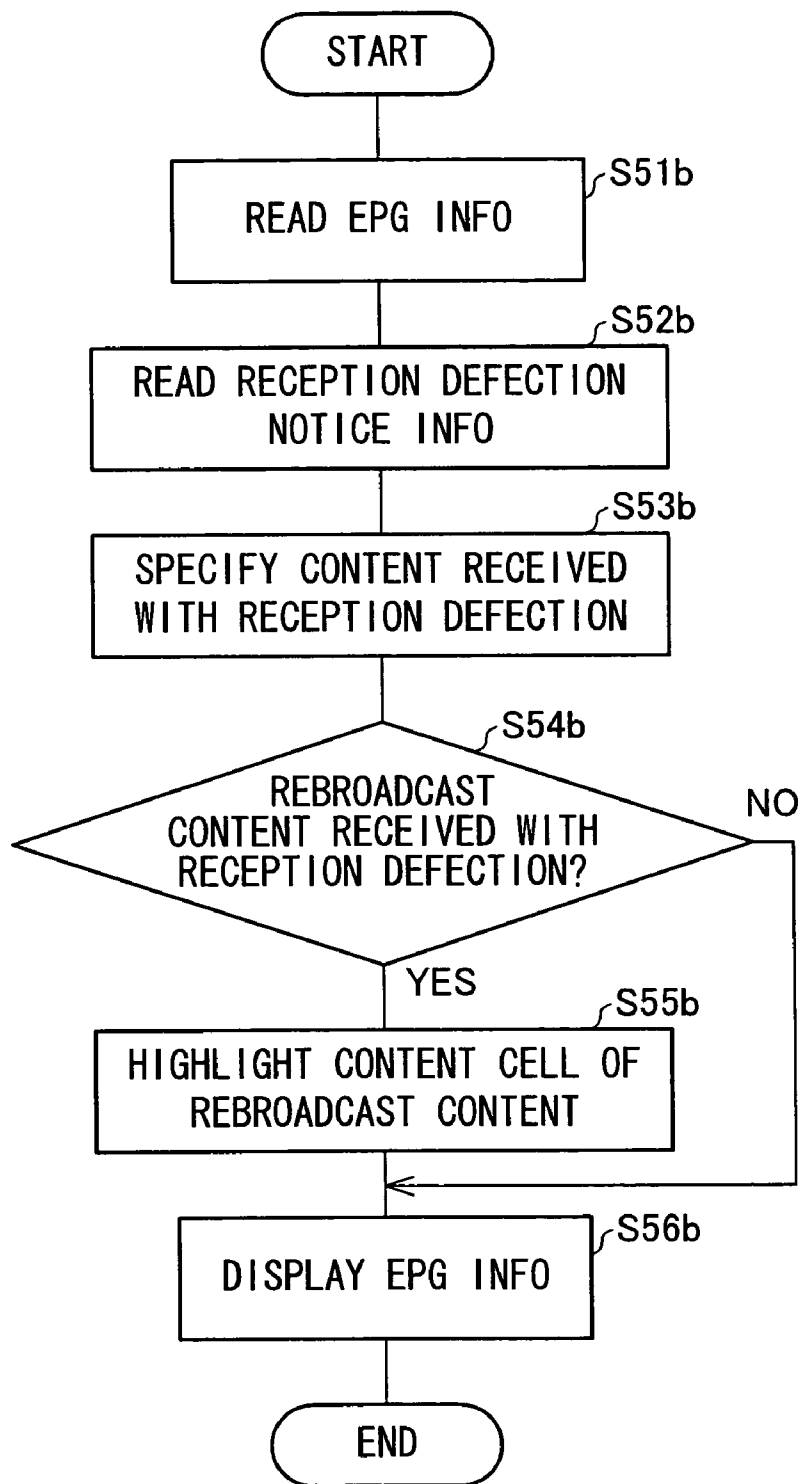 START
S51b
READ EPG INFO
S52b
READ RECEPTION DEFECTION
NOTICE INFO
S53b
SPECIFY CONTENT RECEIVED
WITH RECEPTION DEFECTION
S54b
REBROADCAST
CONTENT RECEIVED WITH
RECEPTION DEFECTION?
NO
YES
S55b
HIGHLIGHT CONTENT CELL OF
REBROADCAST CONTENT
S56b
DISPLAY EPG INFO
END